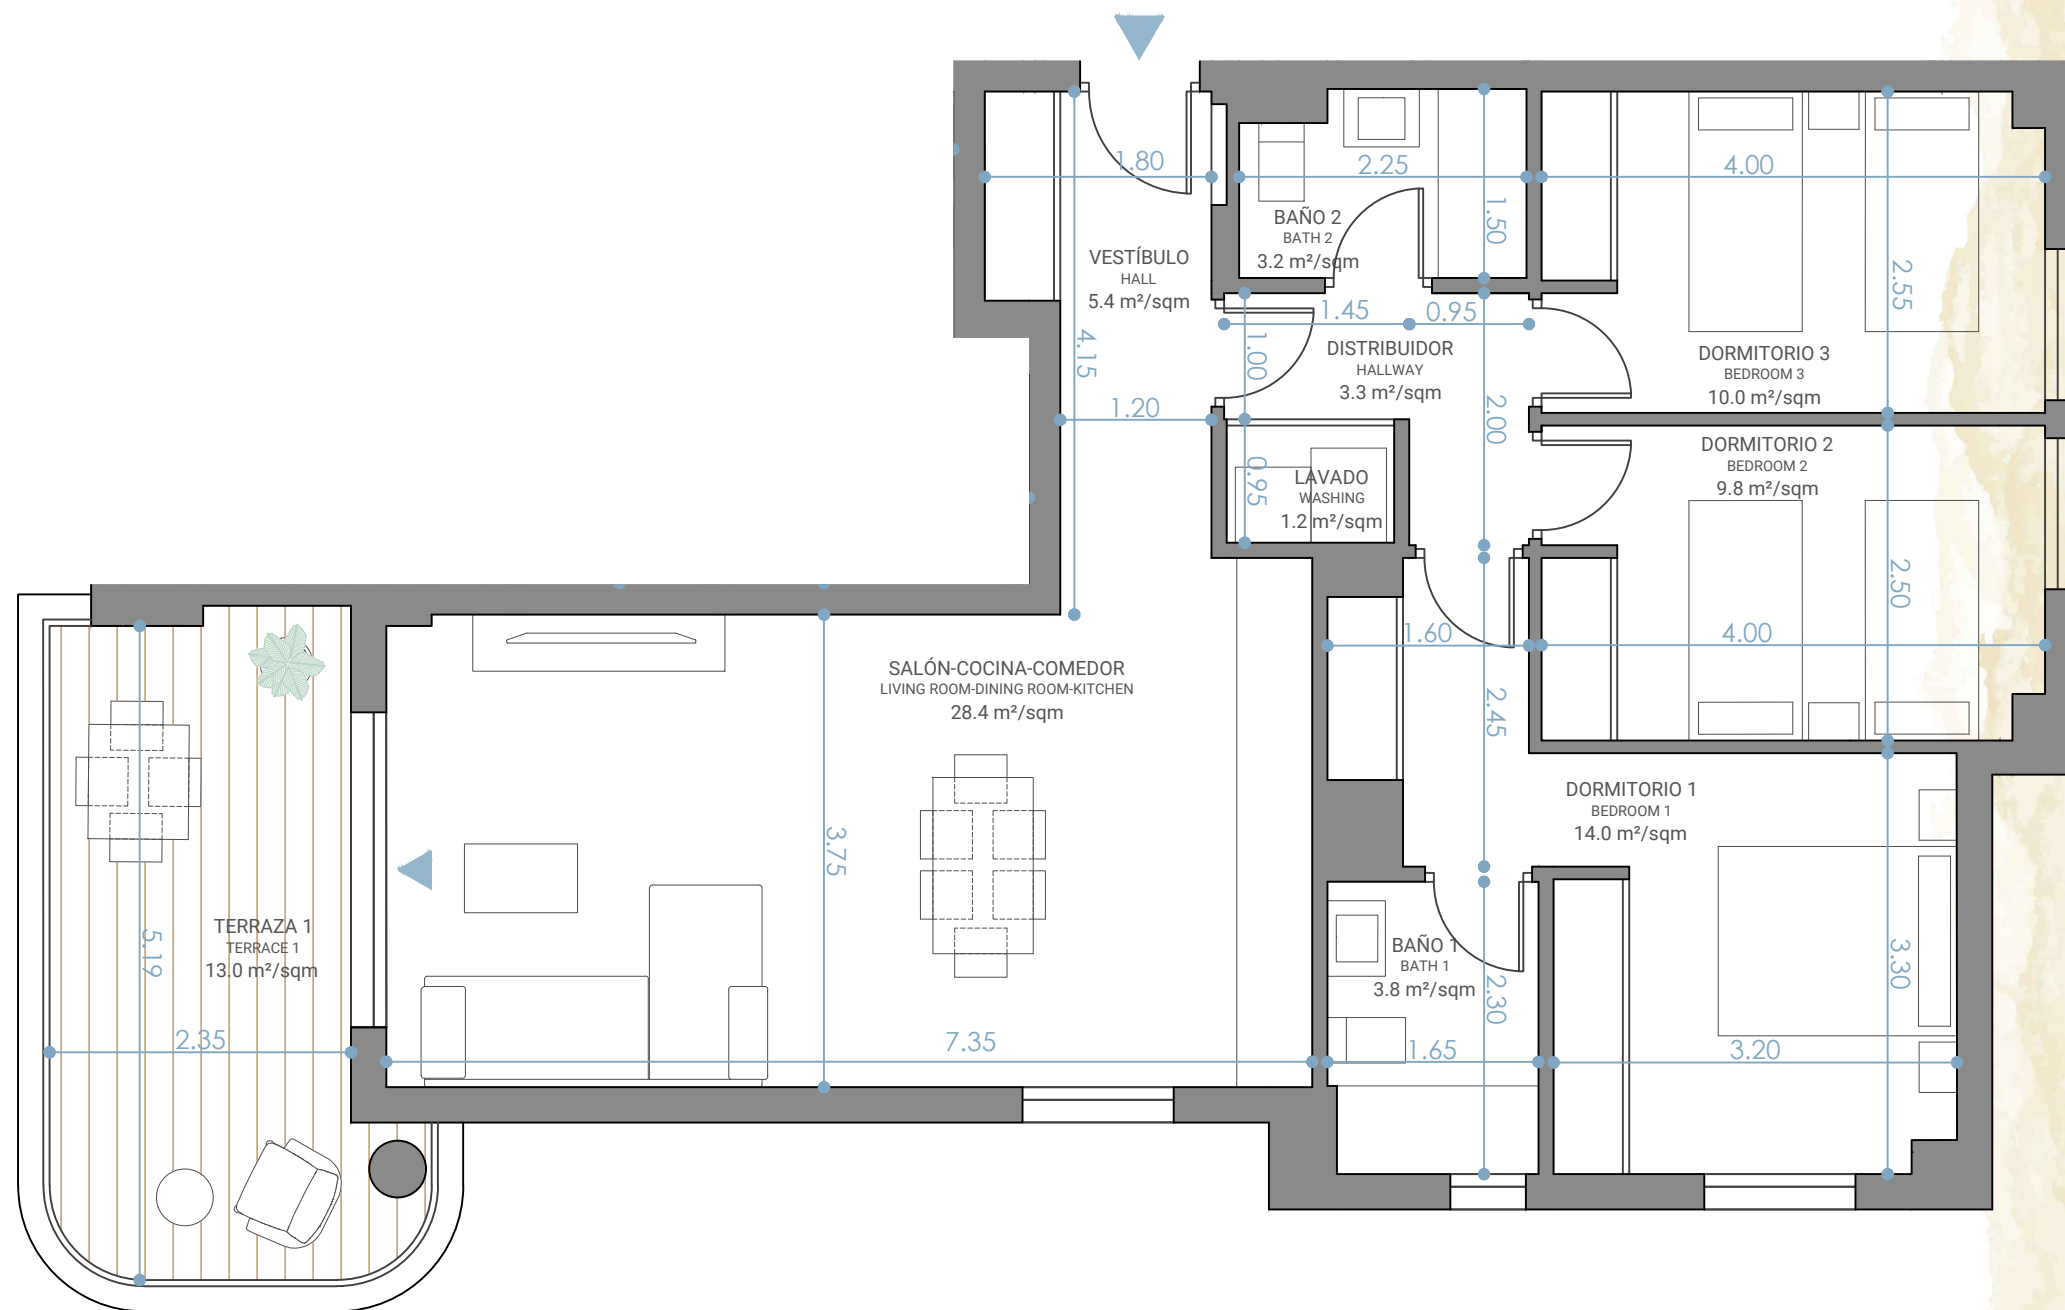 1.80
2.25
4.00
1.50
BAÑO 2
BATH 2
3.2 m²/sqm
VESTÍBULO
HALL
5.4 m²/sqm
2.55
1.45
0.95
4.15
1.00
DISTRIBUIDOR
HALLWAY
3.3 m²/sqm
DORMITORIO 3
BEDROOM 3
10.0 m²/sqm
1.20
2.00
DORMITORIO 2
BEDROOM 2
9.8 m²/sqm
0.95
LAVADO
WASHING
1.2 m²/sqm
2.50
1.60
4.00
SALÓN-COCINA-COMEDOR
LIVING ROOM-DINING ROOM-KITCHEN
28.4 m²/sqm
2.45
DORMITORIO 1
BEDROOM 1
14.0 m²/sqm
3.75
TERRAZA 1
TERRACE 1
13.0 m²/sqm
5.19
BAÑO 1
BATH 1
3.8 m²/sqm
3.30
2.30
2.35
7.35
1.65
3.20